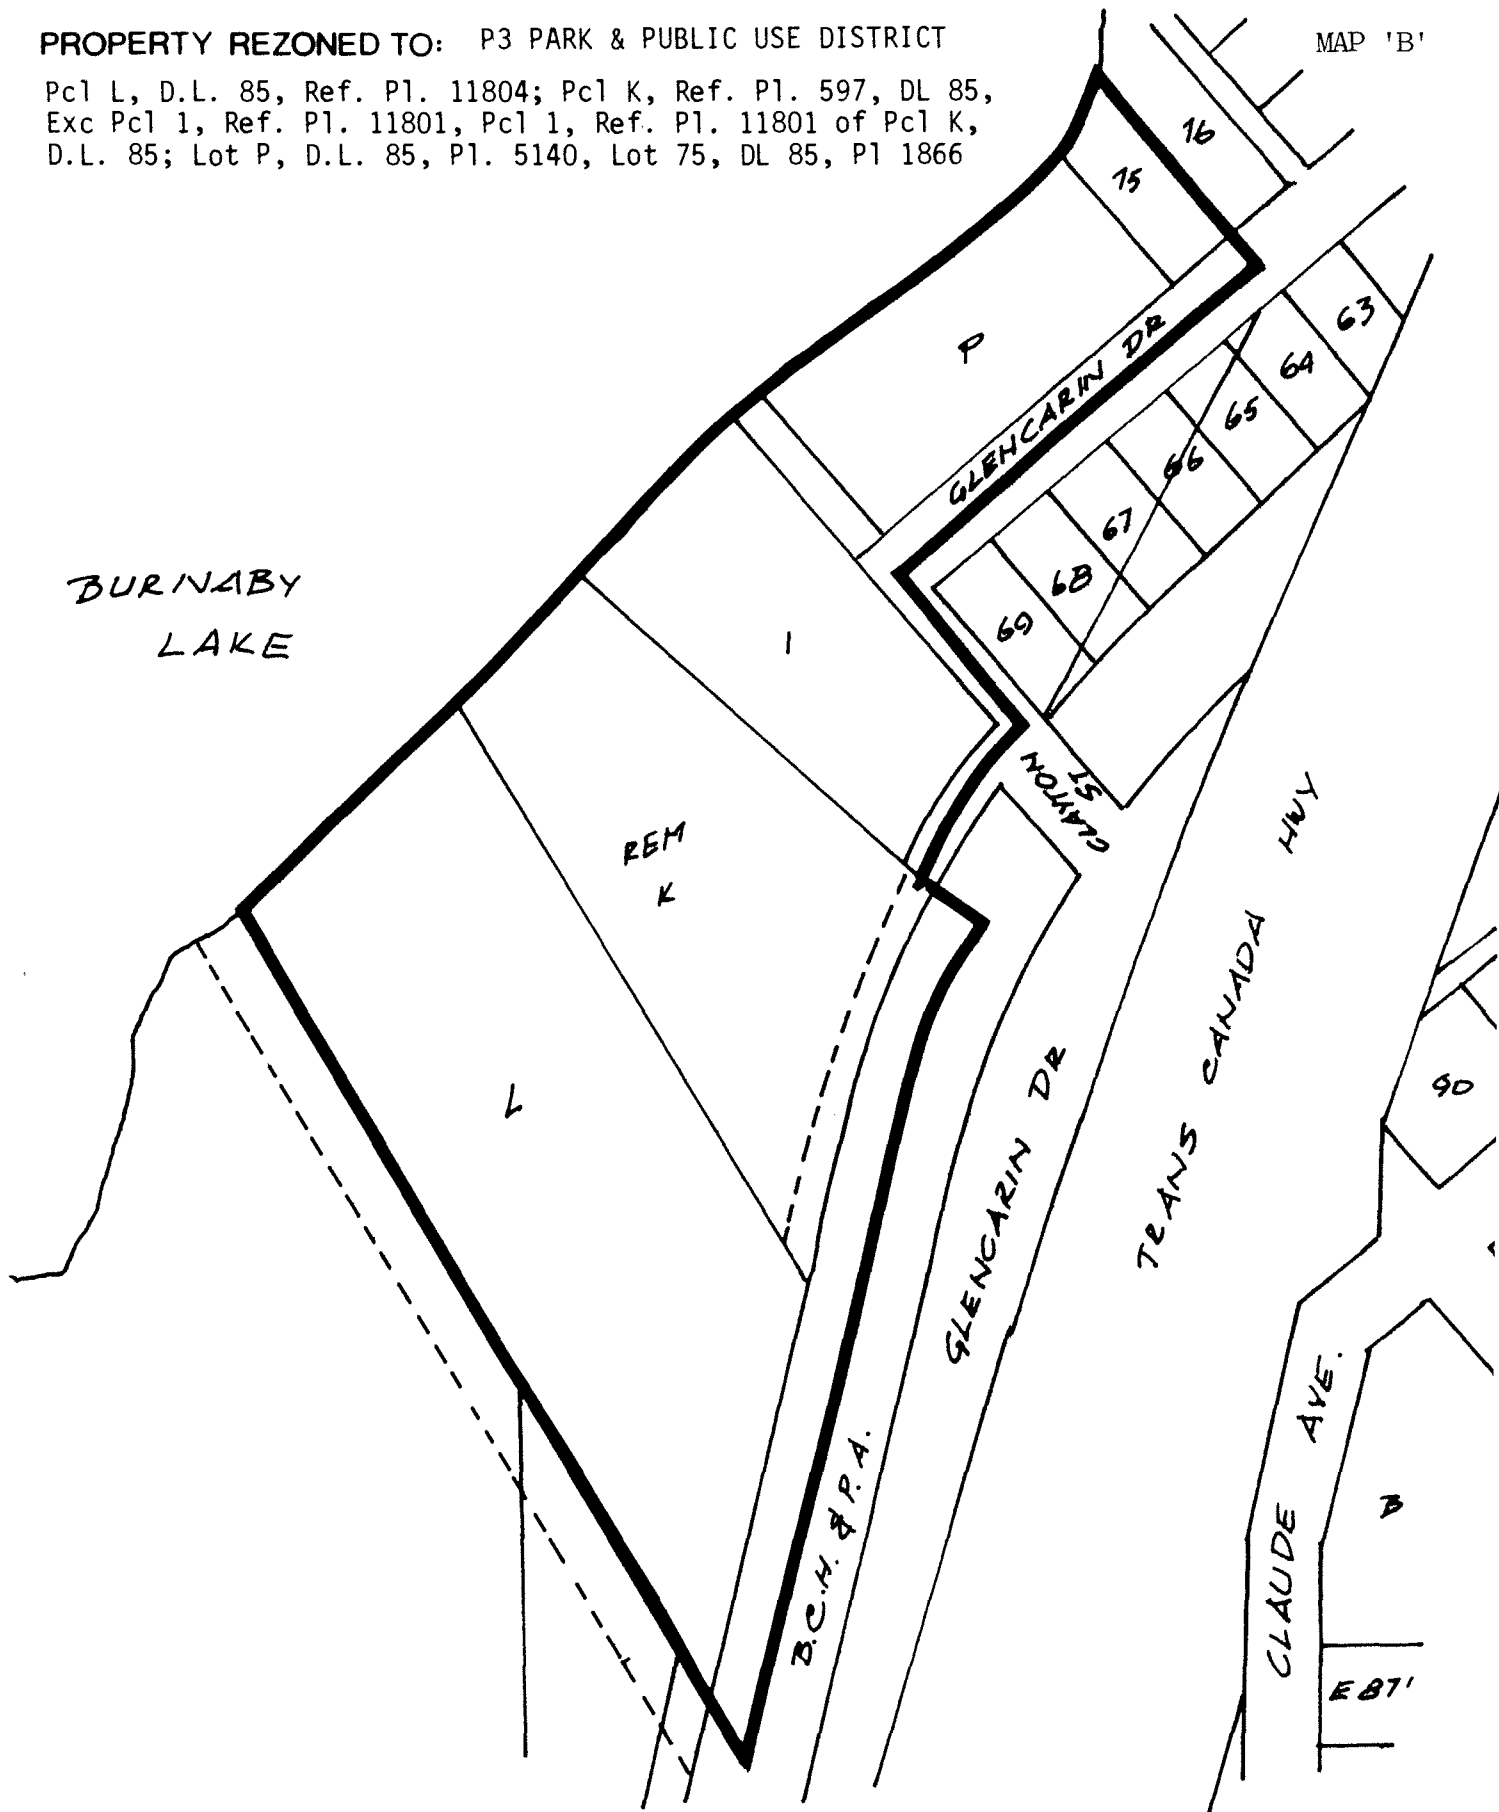 PROPERTY REZONED TO: P3 PARK & PUBLIC USE DISTRICT
MAP 'B'
Pcl L, D.L. 85, Ref. Pl. 11804; Pcl K, Ref. Pl. 597, DL 85,
Exc Pcl 1, Ref. Pl. 11801, Pcl 1, Ref. Pl. 11801 of Pcl K,
D.L. 85; Lot P, D.L. 85, Pl. 5140, Lot 75, DL 85, Pl 1866
76
75
P
GLENCARIN DR
63
64
65
66
67
68
69
BURNABY
LAKE
1
CLAYTON
ST
REM
K
L
TRANS CANADA HWY
GLENCARIN DR
90
B.C.H. & P.A.
CLAUDE AVE.
B
E 87'